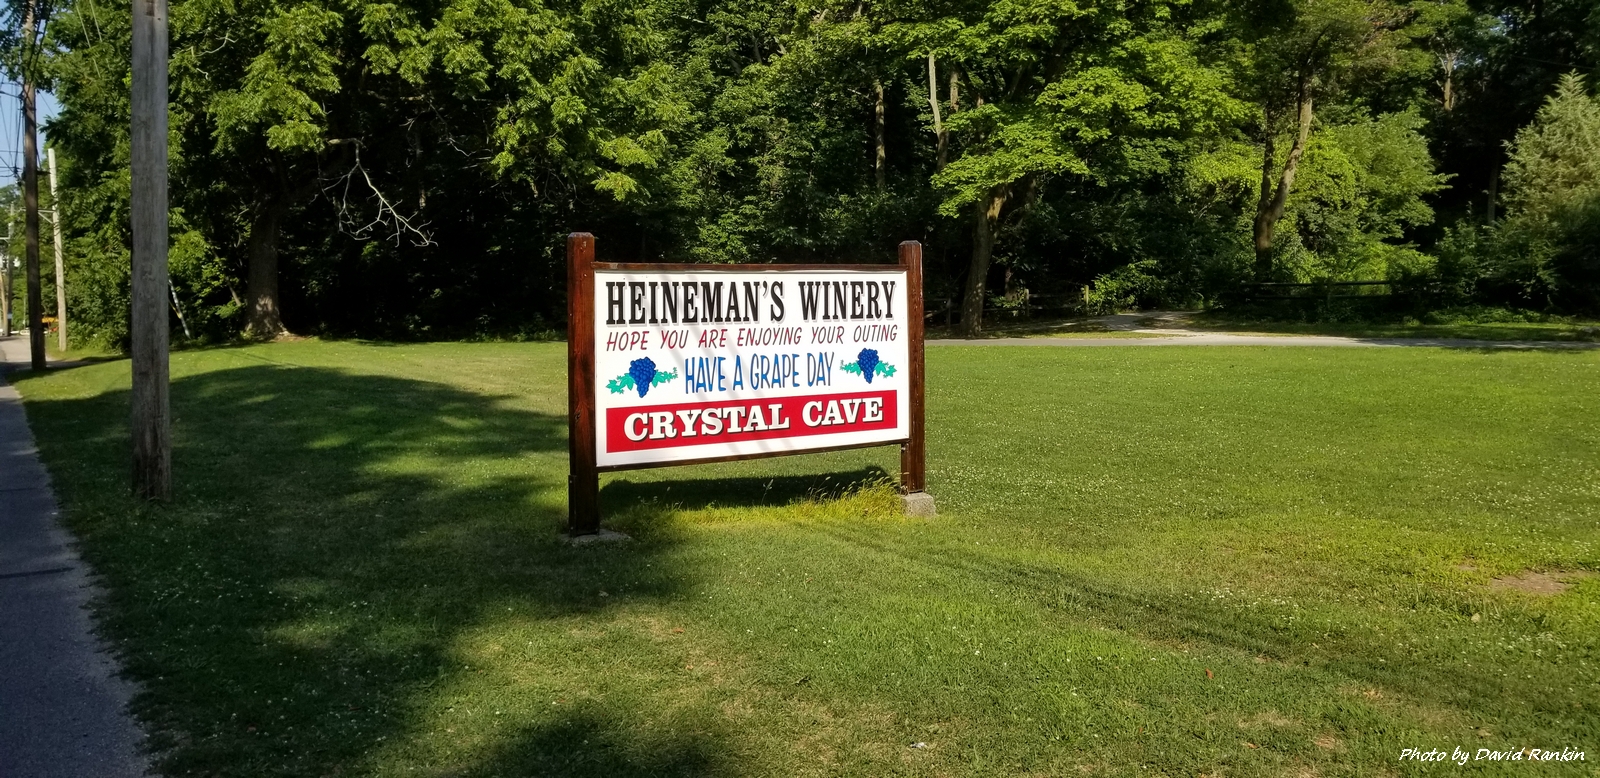 HEINEMAN'S WINERY
HOPE YOU ARE ENJOYING YOUR OUTING
HAVE A GRAPE DAY
CRYSTAL CAVE
Photo by David Rankin